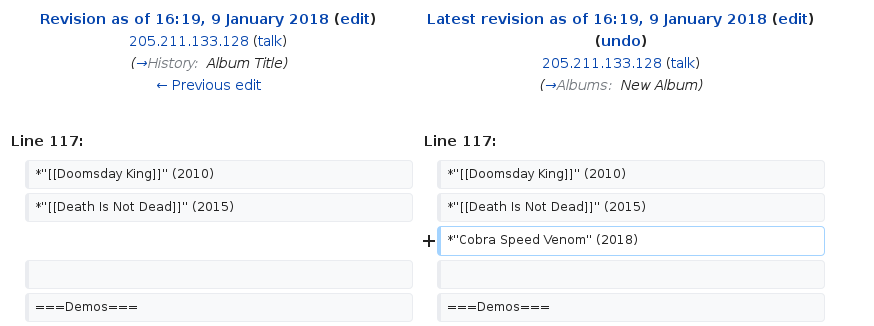 Revision as of 16:19, 9 January 2018 (edit)
205.211.133.128 (talk)
(→History: Album Title)
← Previous edit
Latest revision as of 16:19, 9 January 2018 (edit)
(undo)
205.211.133.128 (talk)
(→Albums: New Album)
Line 117:
Line 117:
*"[[Doomsday King]]" (2010)
*"[[Doomsday King]]" (2010)
*"[[Death Is Not Dead]]" (2015)
*"[[Death Is Not Dead]]" (2015)
+ *"Cobra Speed Venom" (2018)
===Demos===
===Demos===